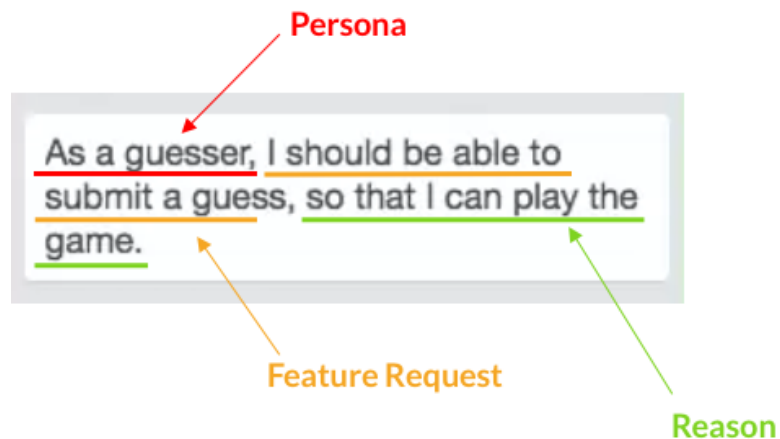 Persona
As a guesser, I should be able to
submit a guess, so that I can play the
game.
Feature Request
Reason